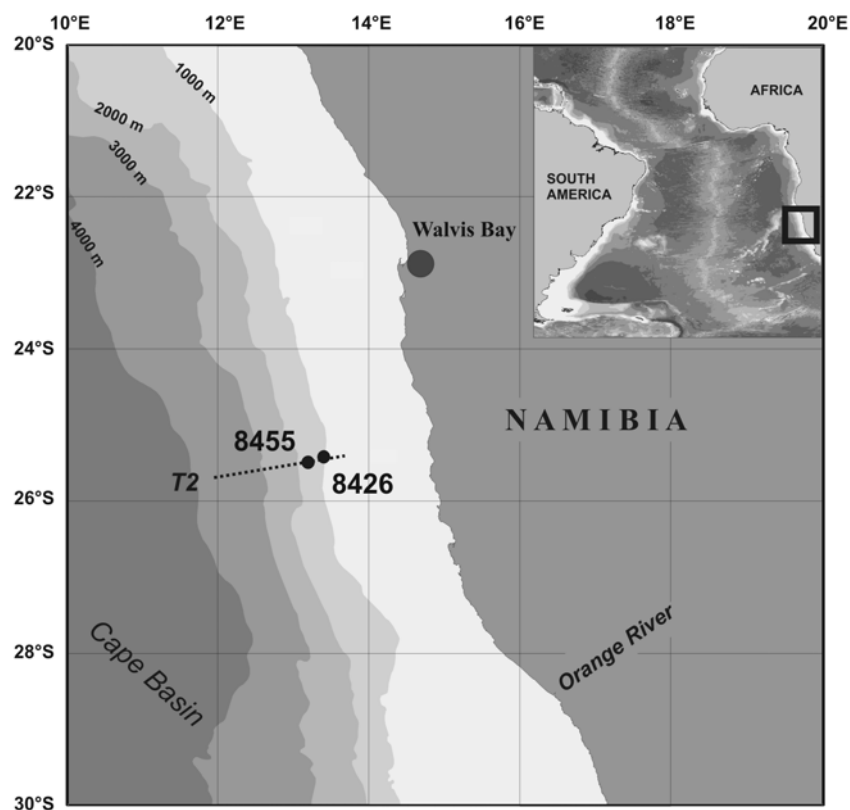 10°E
12°E
14°E
16°E
18°E
20°E
20°S
22°S
24°S
26°S
28°S
30°S
1000 m
2000 m
3000 m
4000 m
AFRICA
SOUTH
AMERICA
Walvis Bay
NAMIBIA
8455
8426
T2
Orange River
Cape Basin